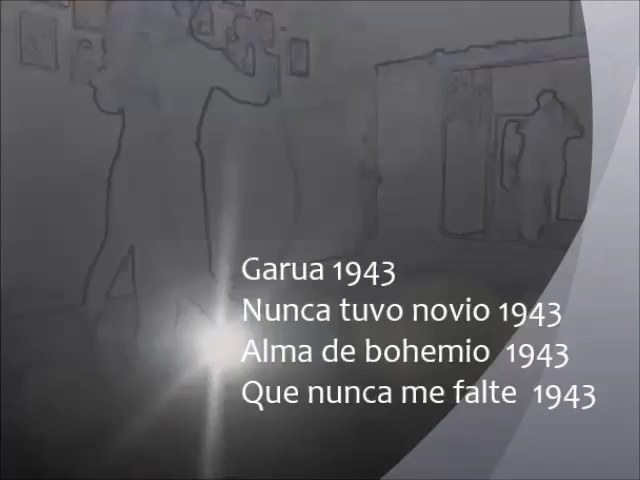 Garua 1943
Nunca tuvo novio 1943
Alma de bohemio 1943
Que nunca me falte 1943